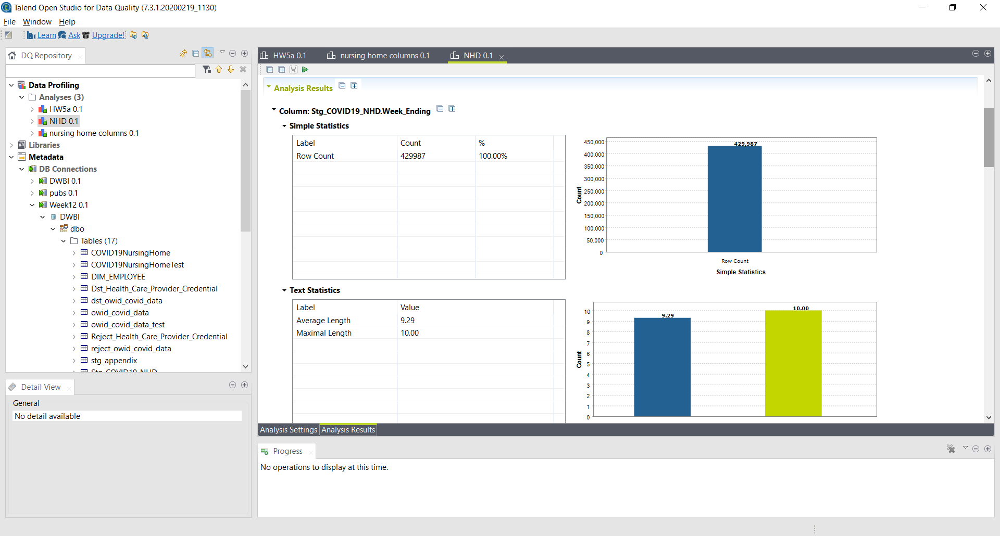 Talend Open Studio for Data Quality (7.3.1.20200219_1130)
File Window Help
Learn Ask Upgrade!
DQ Repository
Data Profiling
Analyses (3)
HW5a 0.1
NHD 0.1
nursing home columns 0.1
Libraries
Metadata
DB Connections
DWBI 0.1
pubs 0.1
Week12 0.1
DWBI
dbo
Tables (17)
COVID19NursingHome
COVID19NursingHomeTest
DIM_EMPLOYEE
Dst_Health_Care_Provider_Credential
dst_owid_covid_data
owid_covid_data
owid_covid_data_test
Reject_Health_Care_Provider_Credential
reject_owid_covid_data
stg_appendix
Stg_COVID19_NHD
Detail View
General
No detail available
HW5a 0.1 nursing home columns 0.1 NHD 0.1
Analysis Results
Column: Stg_COVID19_NHD.Week_Ending
Simple Statistics
Label Count %
Row Count 429987 100.00%
450,000
400,000
350,000
300,000
250,000
200,000
150,000
100,000
50,000
0
Count
429,987
Row Count
Simple Statistics
Text Statistics
Label Value
Average Length 9.29
Maximal Length 10.00
10
9
8
7
6
5
4
3
2
1
0
Count
9.29
10.00
Analysis Settings Analysis Results
Progress
No operations to display at this time.